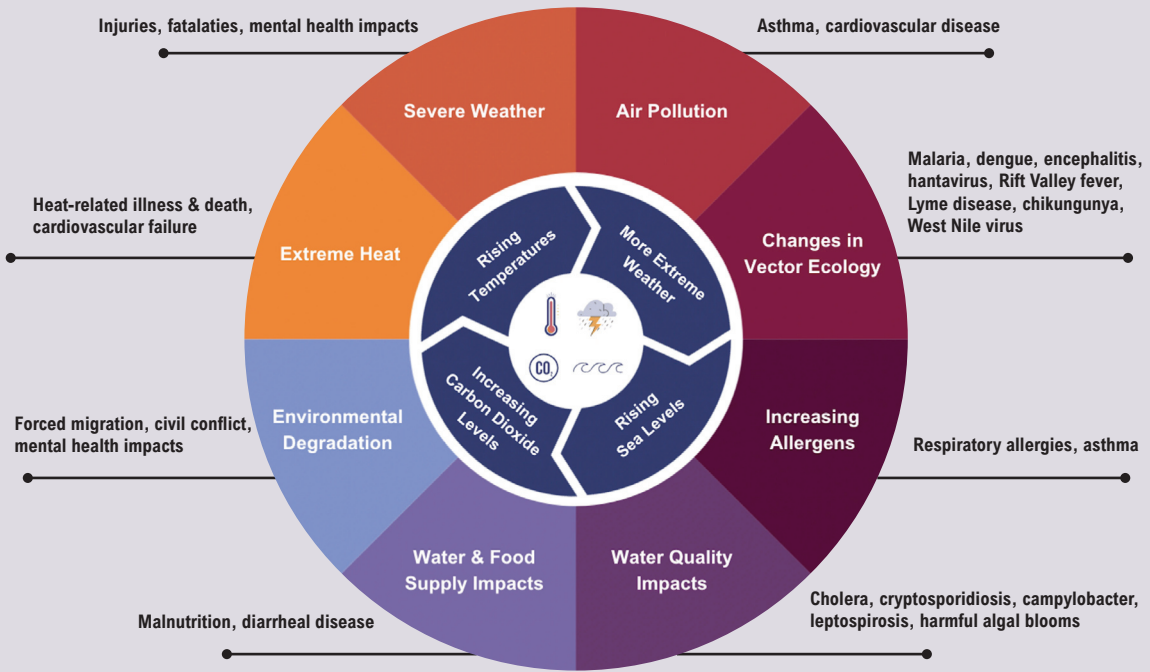 Injuries, fatalaties, mental health impacts
Asthma, cardiovascular disease
Severe Weather
Air Pollution
Malaria, dengue, encephalitis,
hantavirus, Rift Valley fever,
Lyme disease, chikungunya,
West Nile virus
Heat-related illness & death,
cardiovascular failure
Extreme Heat
Changes in
Vector Ecology
Rising
Temperatures
More Extreme
Weather
CO₂
Increasing
Carbon Dioxide
Levels
Rising
Sea Levels
Environmental
Degradation
Increasing
Allergens
Forced migration, civil conflict,
mental health impacts
Respiratory allergies, asthma
Water & Food
Supply Impacts
Water Quality
Impacts
Malnutrition, diarrheal disease
Cholera, cryptosporidiosis, campylobacter,
leptospirosis, harmful algal blooms